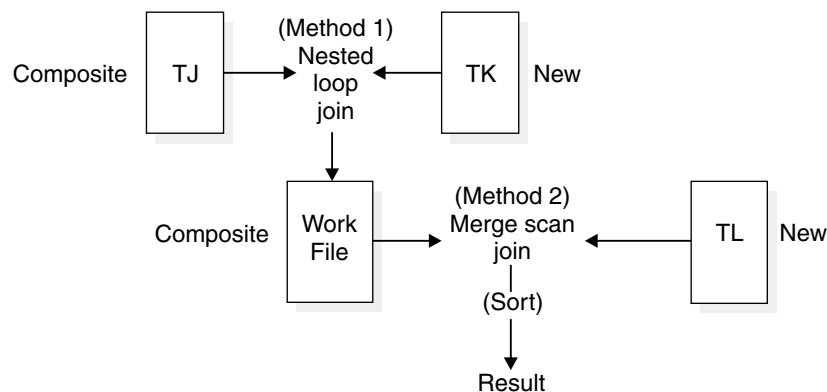 (Method 1)
Nested
loop
join
Composite
TJ
TK
New
(Method 2)
Merge scan
join
Composite
Work
File
TL
New
(Sort)
Result